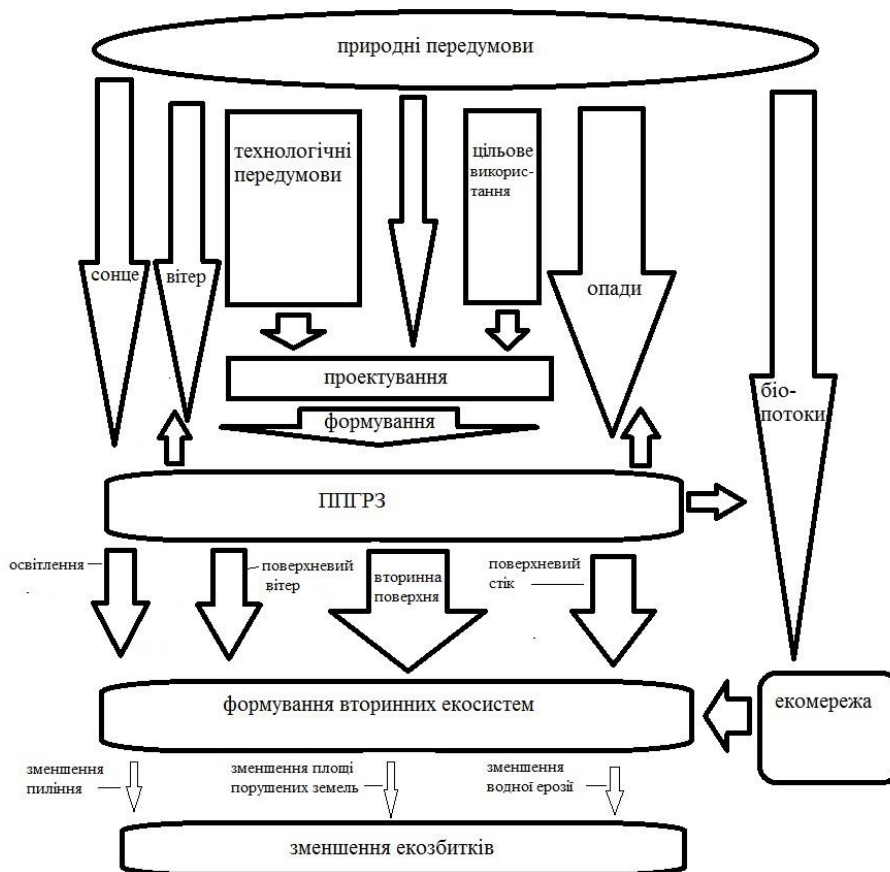 природні передумови
технологічні
передумови
цільове
викорис-
тання
сонце
вітер
опади
проектування
формування
біо-
потоки
ППГРЗ
освітлення
поверхневий
вітер
вторинна
поверхня
поверхневий
стік
формування вторинних екосистем
екомережа
зменшення
пиління
зменшення площі
порушених земель
зменшення
водної ерозії
зменшення екозбитків